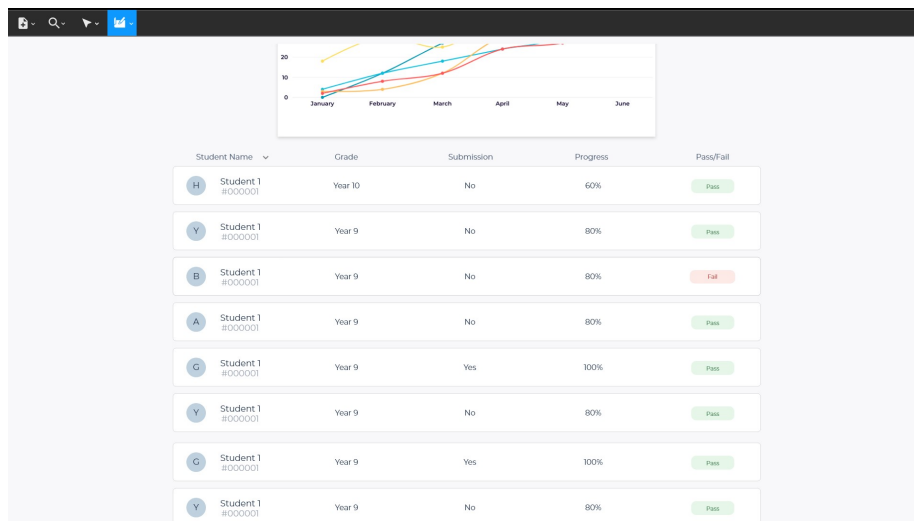 20
10
0
January February March April May June
Student Name Grade Submission Progress Pass/Fail
H Student 1 Year 10 No 60% Pass
#000001
Y Student 1 Year 9 No 80% Pass
#000001
B Student 1 Year 9 No 80% Fail
#000001
A Student 1 Year 9 No 80% Pass
#000001
G Student 1 Year 9 Yes 100% Pass
#000001
Y Student 1 Year 9 No 80% Pass
#000001
G Student 1 Year 9 Yes 100% Pass
#000001
Y Student 1 Year 9 No 80% Pass
#000001